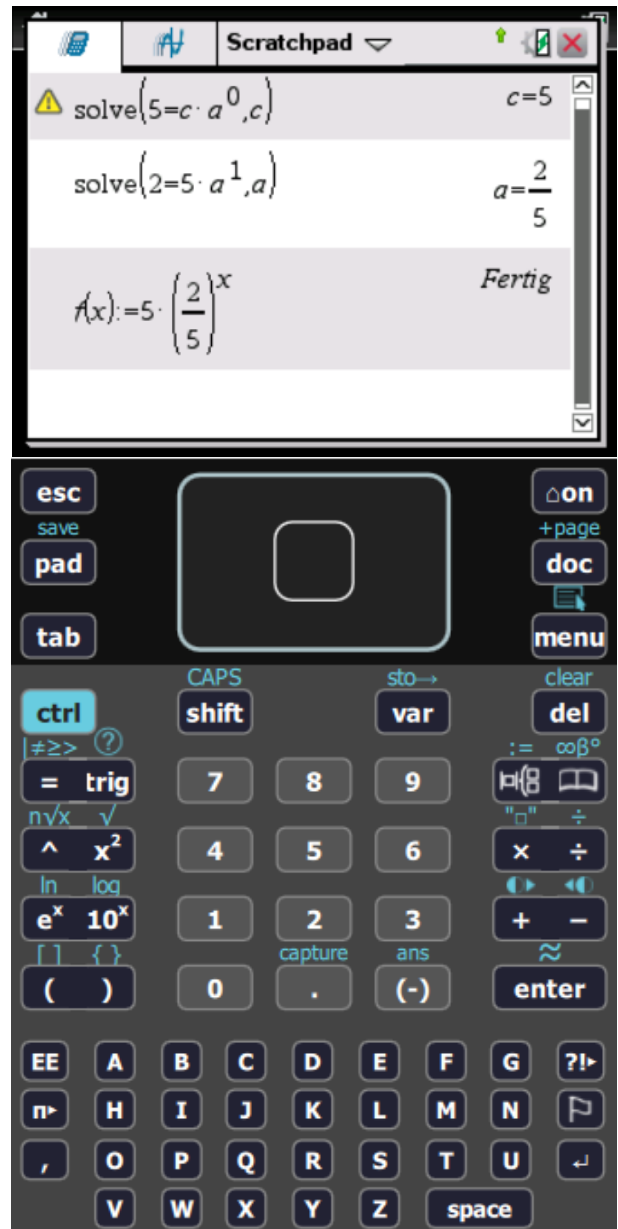 Scratchpad
solve(5=c·a^0,c) c=5
solve(2=5·a^1,a) a=2/5
f(x):=5·(2/5)^x Fertig
esc ⌂on
save +page
pad doc
tab menu
CAPS sto→ clear
ctrl shift var del
|≠≥> ? := ∞β°
= trig 7 8 9
n√x √ "□" ÷
^ x² 4 5 6 × ÷
ln log
eˣ 10ˣ 1 2 3 + −
[ ] { } capture ans ≈
( ) 0 . (-) enter
EE A B C D E F G ?!▸
π▸ H I J K L M N
, O P Q R S T U ↵
V W X Y Z space